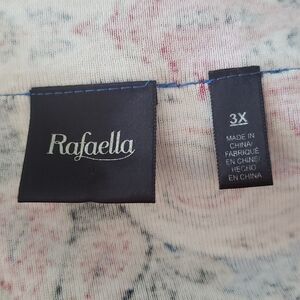 Rafaella
3X
MADE IN
CHINA/
FABRIQUÉ
EN CHINE/
HECHO
EN CHINA